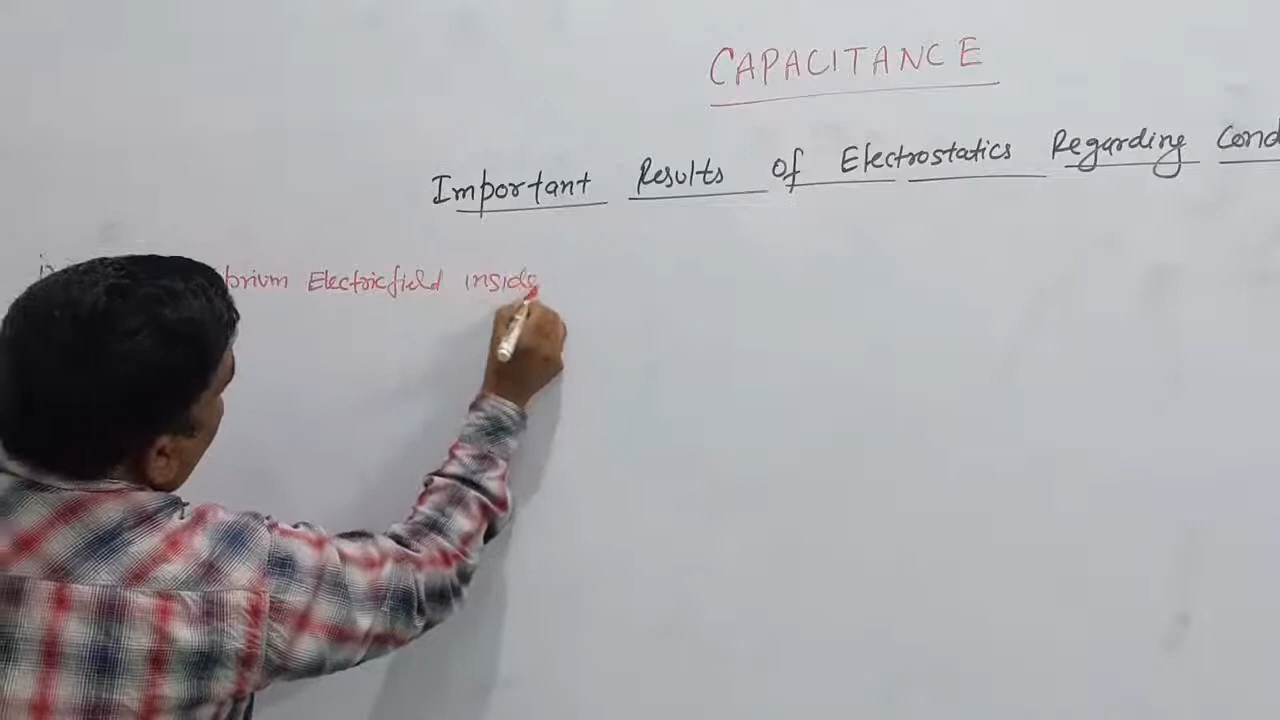 CAPACITANCE
Important Results of Electrostatics Regarding Cond
brium Electricfield inside